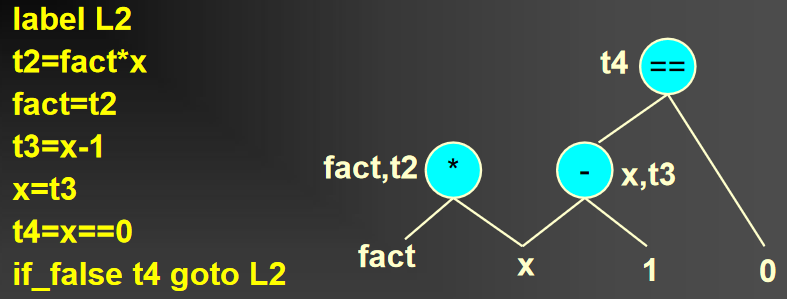 label L2
t2=fact*x
fact=t2
t3=x-1
x=t3
t4=x==0
if_false t4 goto L2
t4 ==
fact,t2 * - x,t3
fact x 1 0